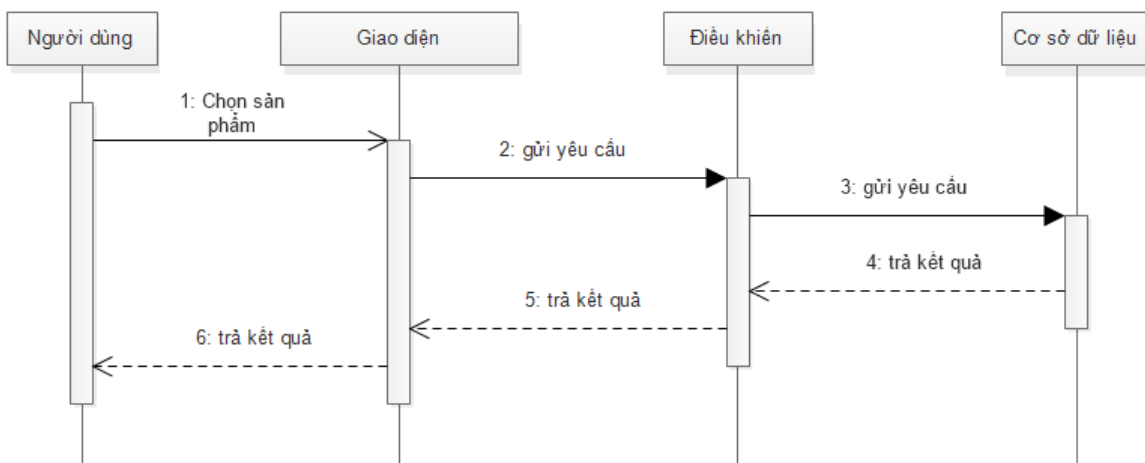 Người dùng
Giao diện
Điều khiển
Cơ sở dữ liệu
1: Chọn sản
phẩm
2: gửi yêu cầu
3: gửi yêu cầu
4: trả kết quả
5: trả kết quả
6: trả kết quả